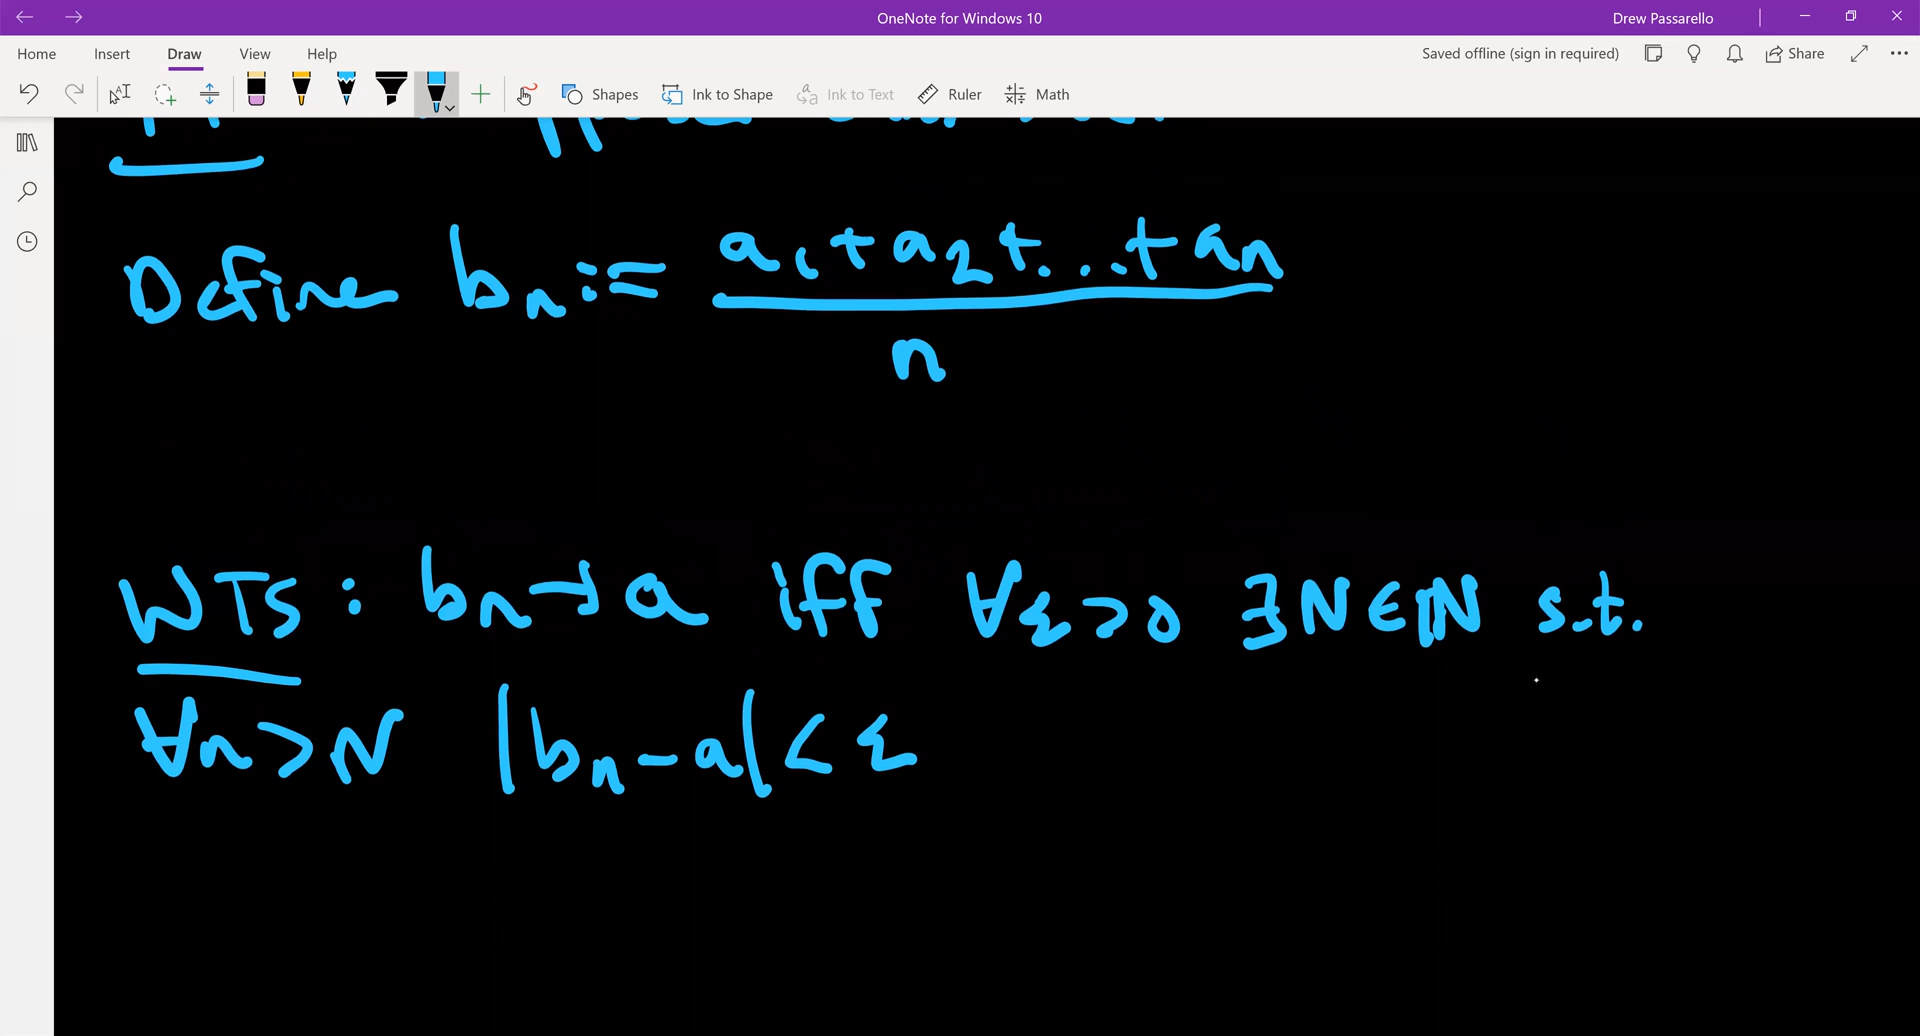 OneNote for Windows 10
Drew Passarello
Home Insert Draw View Help
Saved offline (sign in required) Share
Shapes Ink to Shape Ink to Text Ruler Math
Define bₙ := (a₁ + a₂ + ... + aₙ)/n
WTS: bₙ → a iff ∀ε>0 ∃N∈ℕ s.t.
∀n>N |bₙ-a|<ε